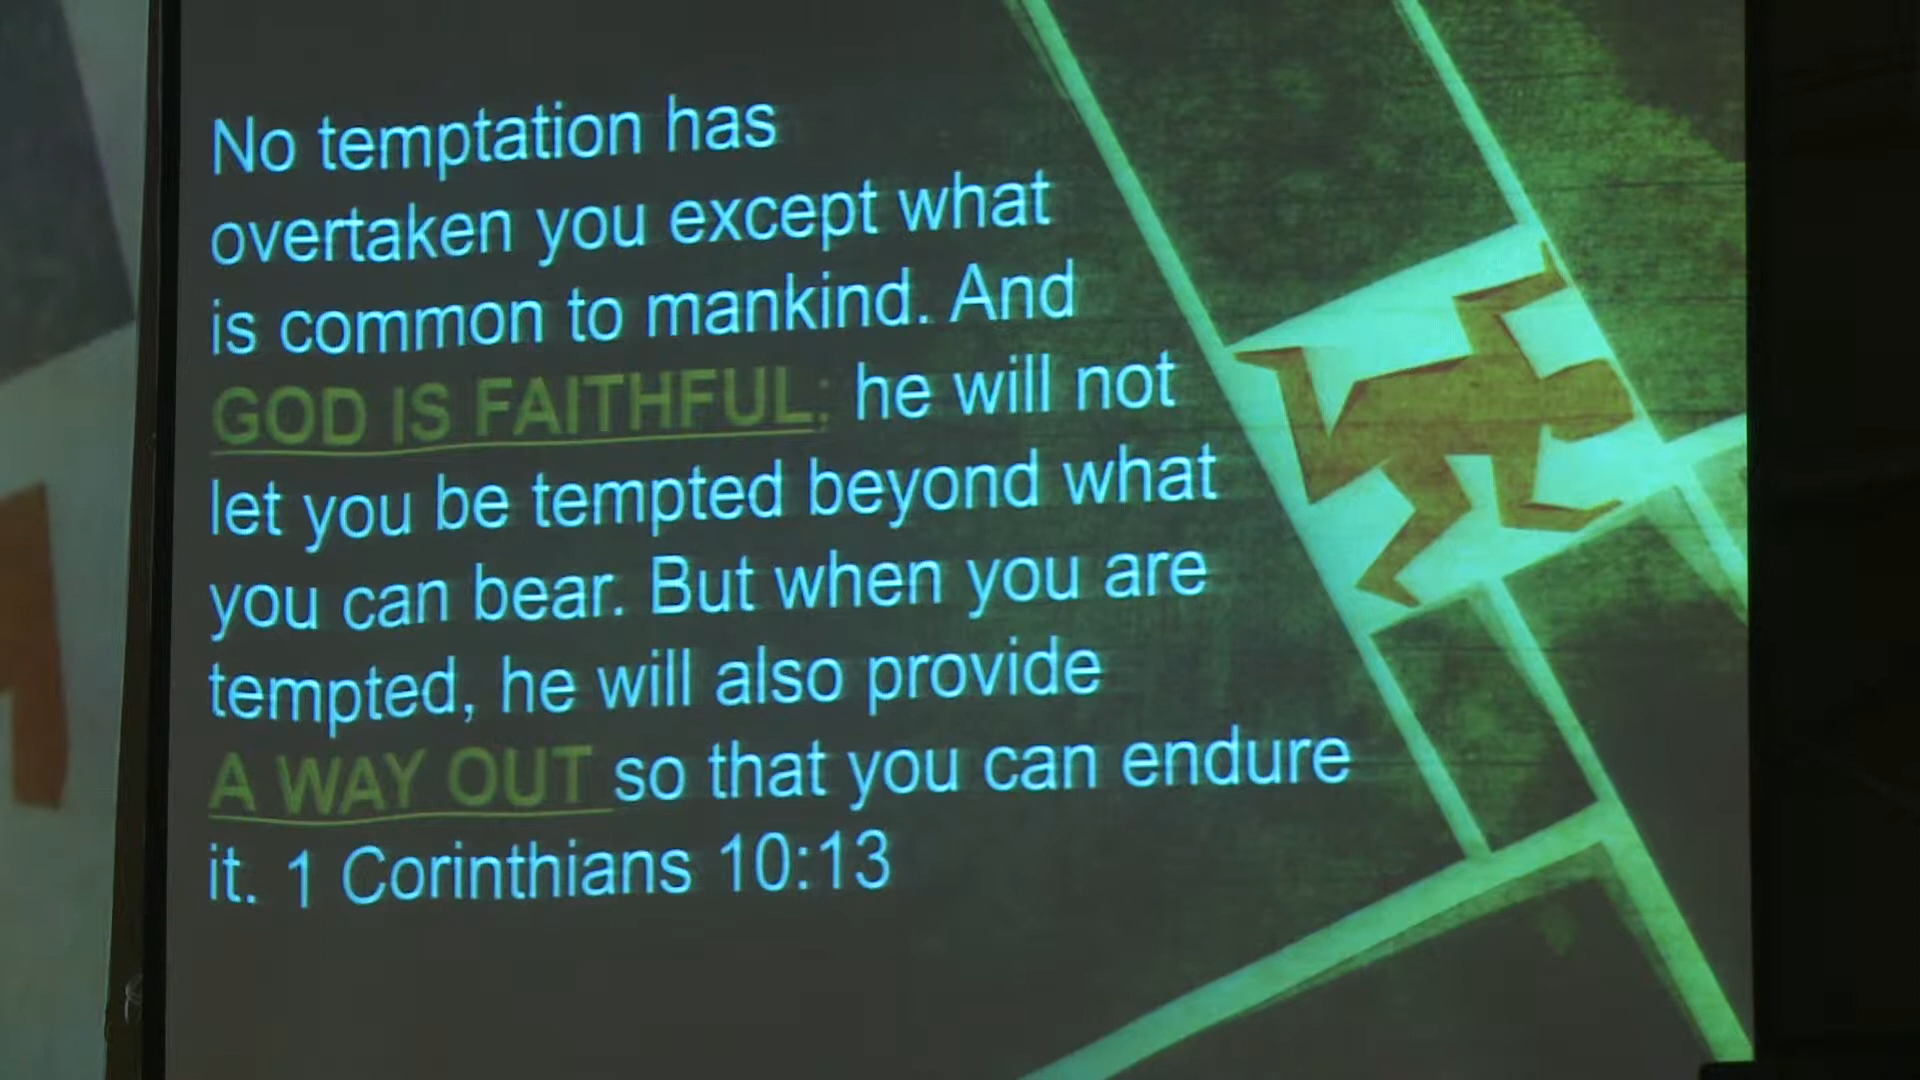 No temptation has
overtaken you except what
is common to mankind. And
GOD IS FAITHFUL; he will not
let you be tempted beyond what
you can bear. But when you are
tempted, he will also provide
A WAY OUT so that you can endure
it. 1 Corinthians 10:13